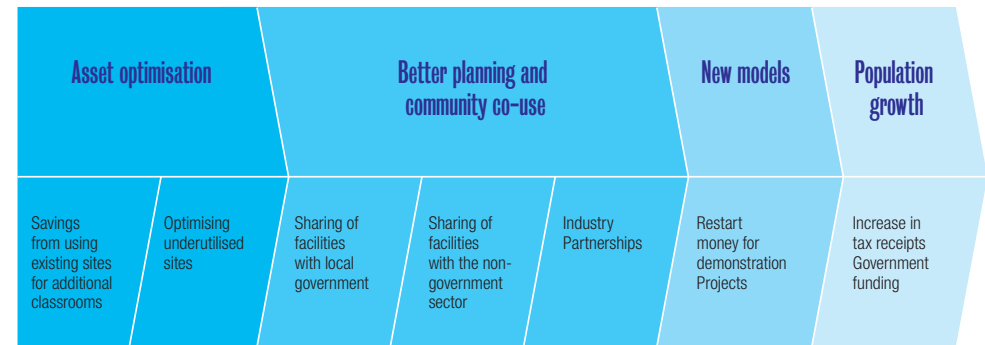 Asset optimisation
Better planning and
community co-use
New models
Population
growth
Savings
from using
existing sites
for additional
classrooms
Optimising
underutilised
sites
Sharing of
facilities
with local
government
Sharing of
facilities
with the non-
government
sector
Industry
Partnerships
Restart
money for
demonstration
Projects
Increase in
tax receipts
Government
funding